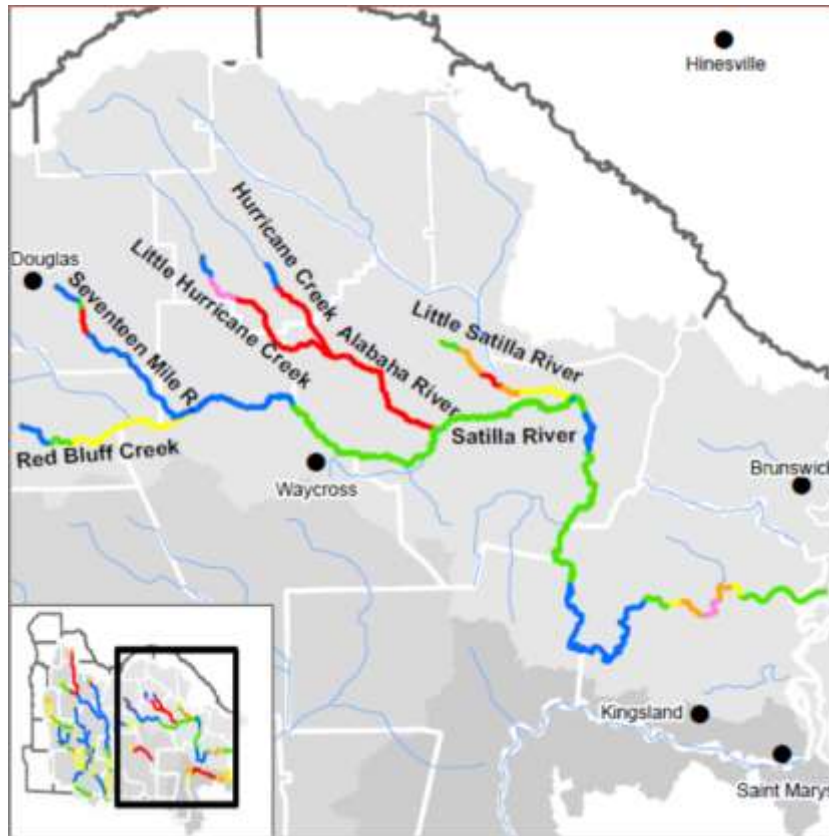 Hinesville
Hurricane Creek
Little Hurricane Creek
Douglas
Seventeen Mile R
Alabaha River
Little Satilla River
Red Bluff Creek
Satilla River
Waycross
Brunswick
Kingsland
Saint Marys